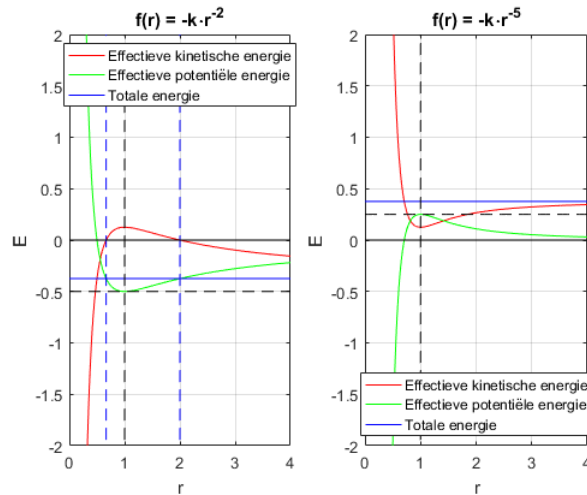 f(r) = -k·r-2
2
1.5
1
0.5
0
-0.5
-1
-1.5
-2
E
0
1
2
3
4
r
Effectieve kinetische energie
Effectieve potentiële energie
Totale energie
f(r) = -k·r-5
2
1.5
1
0.5
0
-0.5
-1
-1.5
-2
E
0
1
2
3
4
r
Effectieve kinetische energie
Effectieve potentiële energie
Totale energie